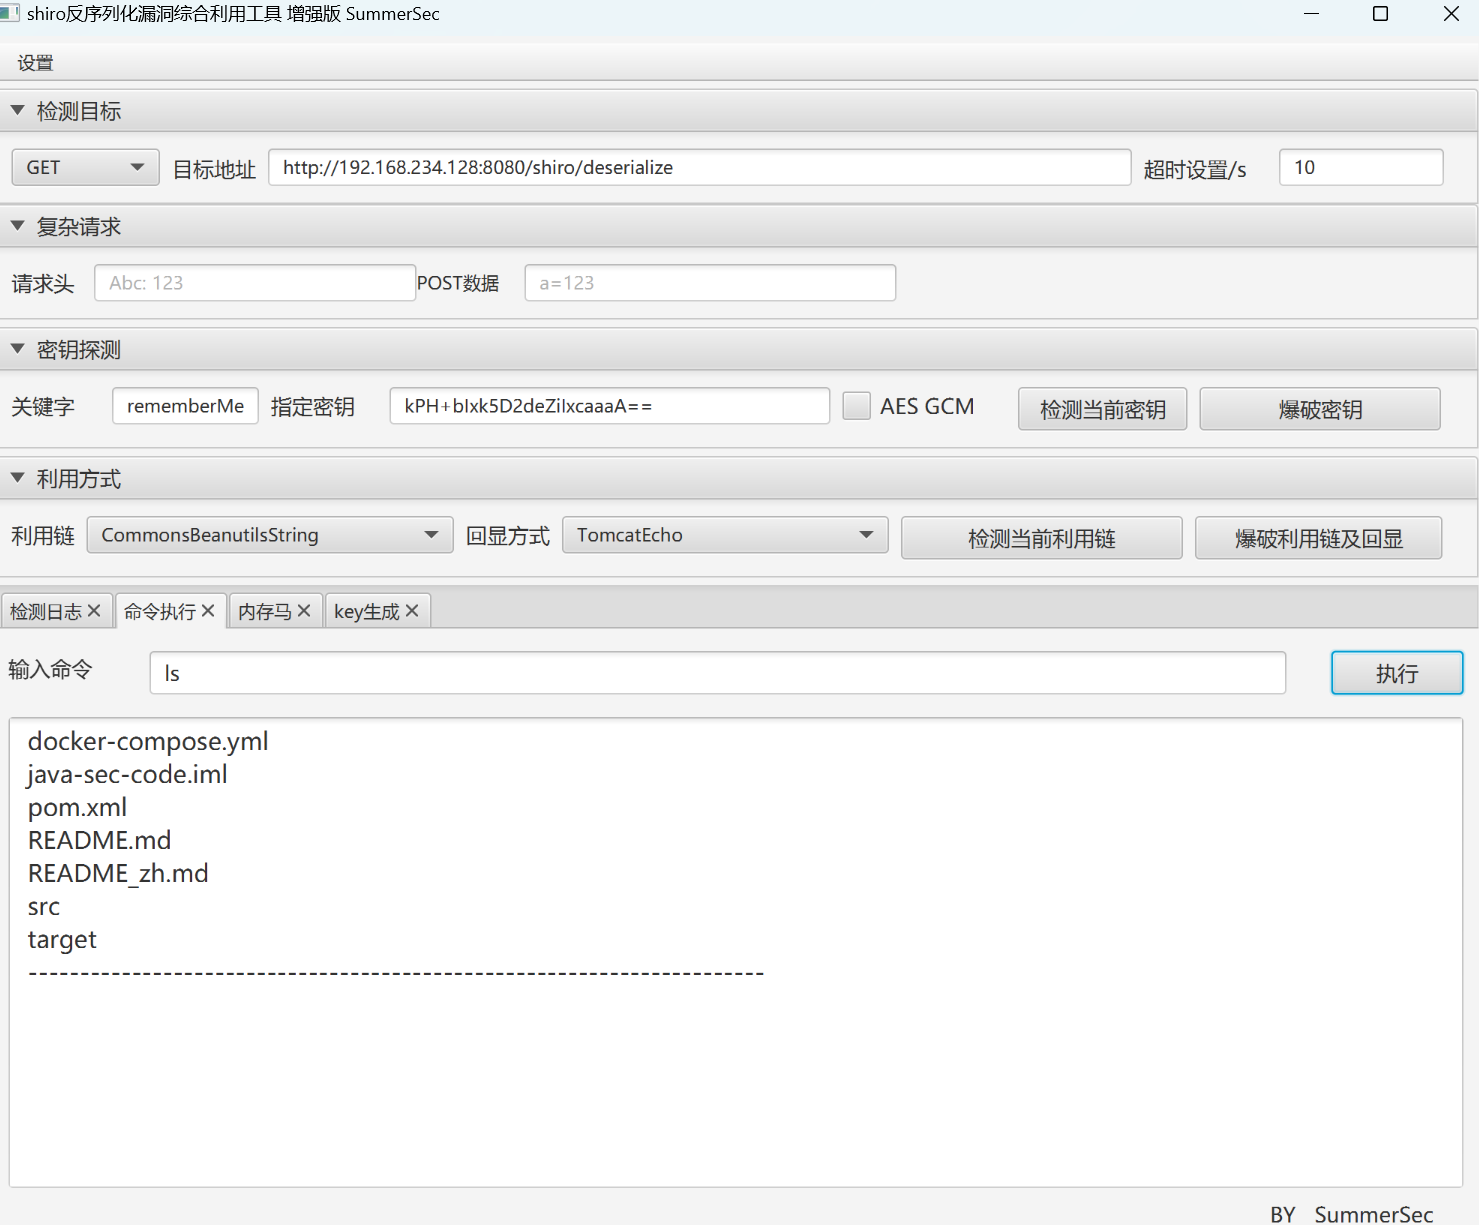 shiro反序列化漏洞综合利用工具 增强版 SummerSec
设置
检测目标
GET 目标地址 http://192.168.234.128:8080/shiro/deserialize 超时设置/s 10
复杂请求
请求头 Abc: 123 POST数据 a=123
密钥探测
关键字 rememberMe 指定密钥 kPH+bIxk5D2deZiIxcaaaA== AES GCM 检测当前密钥 爆破密钥
利用方式
利用链 CommonsBeanutilsString 回显方式 TomcatEcho 检测当前利用链 爆破利用链及回显
检测日志 命令执行 内存马 key生成
输入命令 ls 执行
docker-compose.yml
java-sec-code.iml
pom.xml
README.md
README_zh.md
src
target
-----------------------------------------------------------------------
BY SummerSec